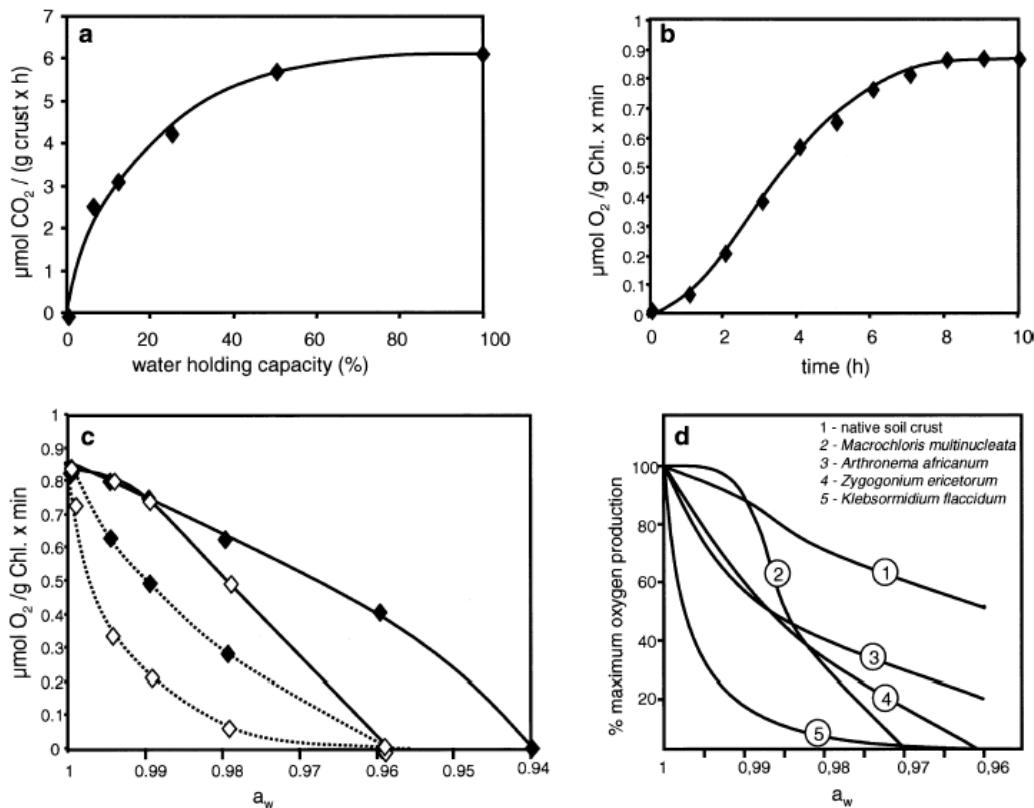 a
7
6
5
4
3
2
1
0
µmol CO2 / (g crust x h)
0 20 40 60 80 100
water holding capacity (%)
b
1
0.9
0.8
0.7
0.6
0.5
0.4
0.3
0.2
0.1
0
µmol O2 /g Chl. x min
0 2 4 6 8 10
time (h)
c
1
0.9
0.8
0.7
0.6
0.5
0.4
0.3
0.2
0.1
0
µmol O2 /g Chl. x min
1 0.99 0.98 0.97 0.96 0.95 0.94
aw
d
1 - native soil crust
2 - Macrochloris multinucleata
3 - Arthronema africanum
4 - Zygogonium ericetorum
5 - Klebsormidium flaccidum
100
80
60
40
20
% maximum oxygen production
1
2
3
4
5
1 0,99 0,98 0,97 0,96
aw